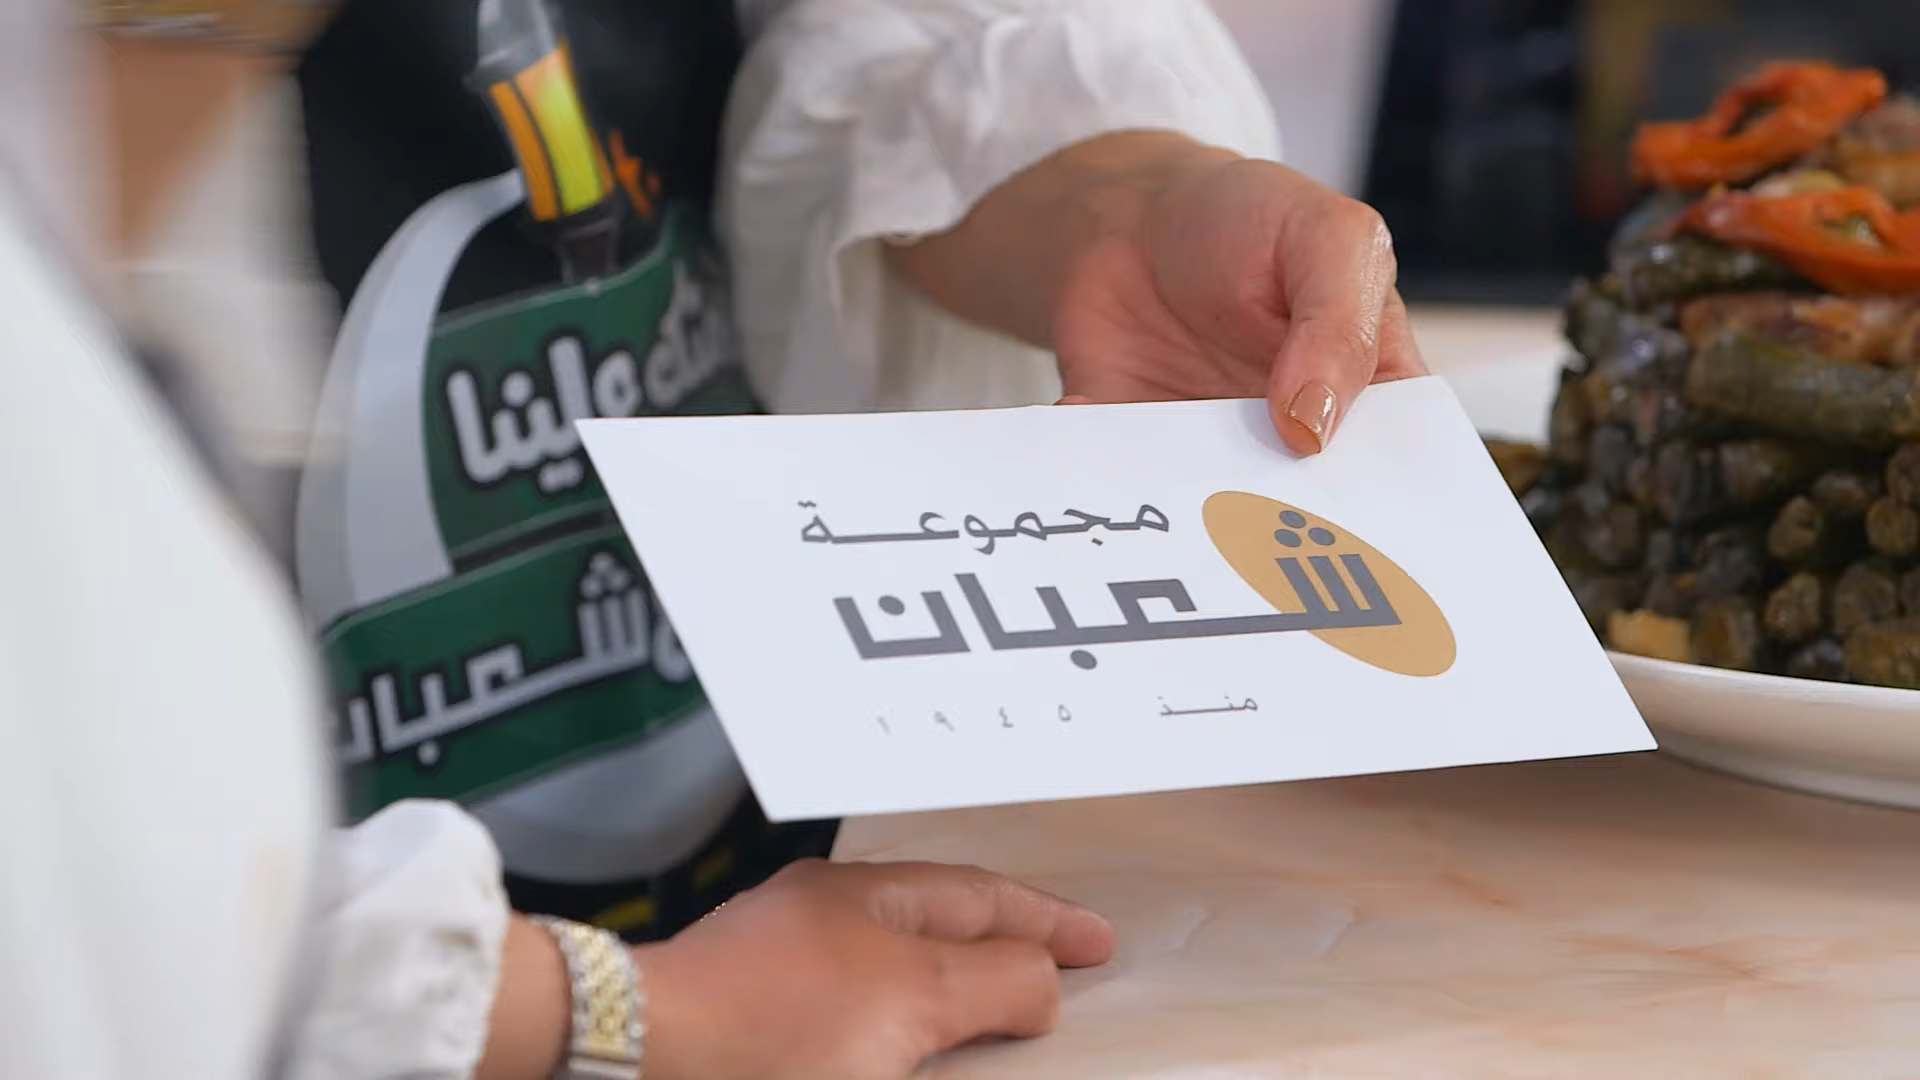 مجموعة
شعبان
منذ ١٩٤٥
علينا
شعبان